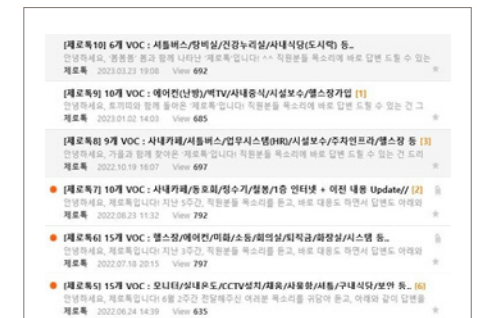 [제로톡10] 6개 VOC : 셔틀버스/탕비실/건강누리실/사내식당(도시락) 등..
안녕하세요, '봄봄봄' 봄과 함께 나타난 '제로톡'입니다! ^^ 직원분들 목소리에 바로 답변 드릴 수 있는
제로톡 2023.03.23 19:08 View 692
[제로톡9] 10개 VOC : 에어컨(난방)/벽TV/사내중식/시설보수/헬스장가입 [1]
안녕하세요, 토끼띠와 함께 돌아온 '제로톡'입니다! 직원분들 목소리에 바로 답변 드릴 수 있는 건 그
제로톡 2023.01.02 14:03 View 685
[제로톡8] 9개 VOC : 사내카페/셔틀버스/업무시스템(HR)/시설보수/주차인프라/헬스장 등 [3]
안녕하세요, 가을과 함께 찾아온 '제로톡'입니다! 직원분들 목소리에 바로 답변 드릴 수 있는 건 드리
제로톡 2022.10.19 16:07 View 697
[제로톡7] 10개 VOC : 사내카페/동호회/정수기/철봉/1층 인터넷 + 이전 내용 Update// [2]
안녕하세요, 제로톡입니다! 지난 5주간, 직원분들 목소리를 듣고, 바로 대응도 하면서 답변도 아래와
제로톡 2022.08.23 11:32 View 792
[제로톡6] 15개 VOC : 헬스장/에어컨/미화/소등/회의실/퇴직금/화장실/시스템 등..
안녕하세요, 제로톡입니다! 지난 3주간, 직원분들 목소리를 듣고, 바로 대응도 하면서 답변도 아래와
제로톡 2022.07.18 20:15 View 797
[제로톡5] 15개 VOC : 모니터/실내온도/CCTV설치/채용/사물함/셔틀/구내식당/보안 등.. [6]
안녕하세요, 제로톡입니다! 6월 2주간 전달해주신 여러분 목소리를 귀담아 듣고, 아래와 같이 답변을
제로톡 2022.06.24 14:39 View 635